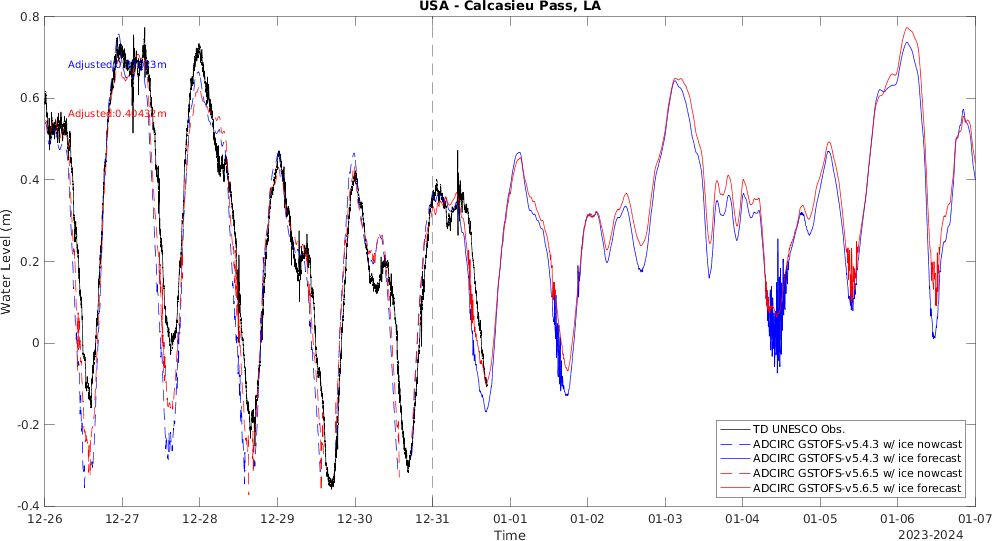 USA - Calcasieu Pass, LA
Water Level (m)
0.8
0.6
0.4
0.2
0
-0.2
-0.4
Adjusted:0.40432m
TD UNESCO Obs.
ADCIRC GSTOFS-v5.4.3 w/ ice nowcast
ADCIRC GSTOFS-v5.4.3 w/ ice forecast
ADCIRC GSTOFS-v5.6.5 w/ ice nowcast
ADCIRC GSTOFS-v5.6.5 w/ ice forecast
12-26 12-27 12-28 12-29 12-30 12-31 01-01 01-02 01-03 01-04 01-05 01-06 01-07
Time
2023-2024